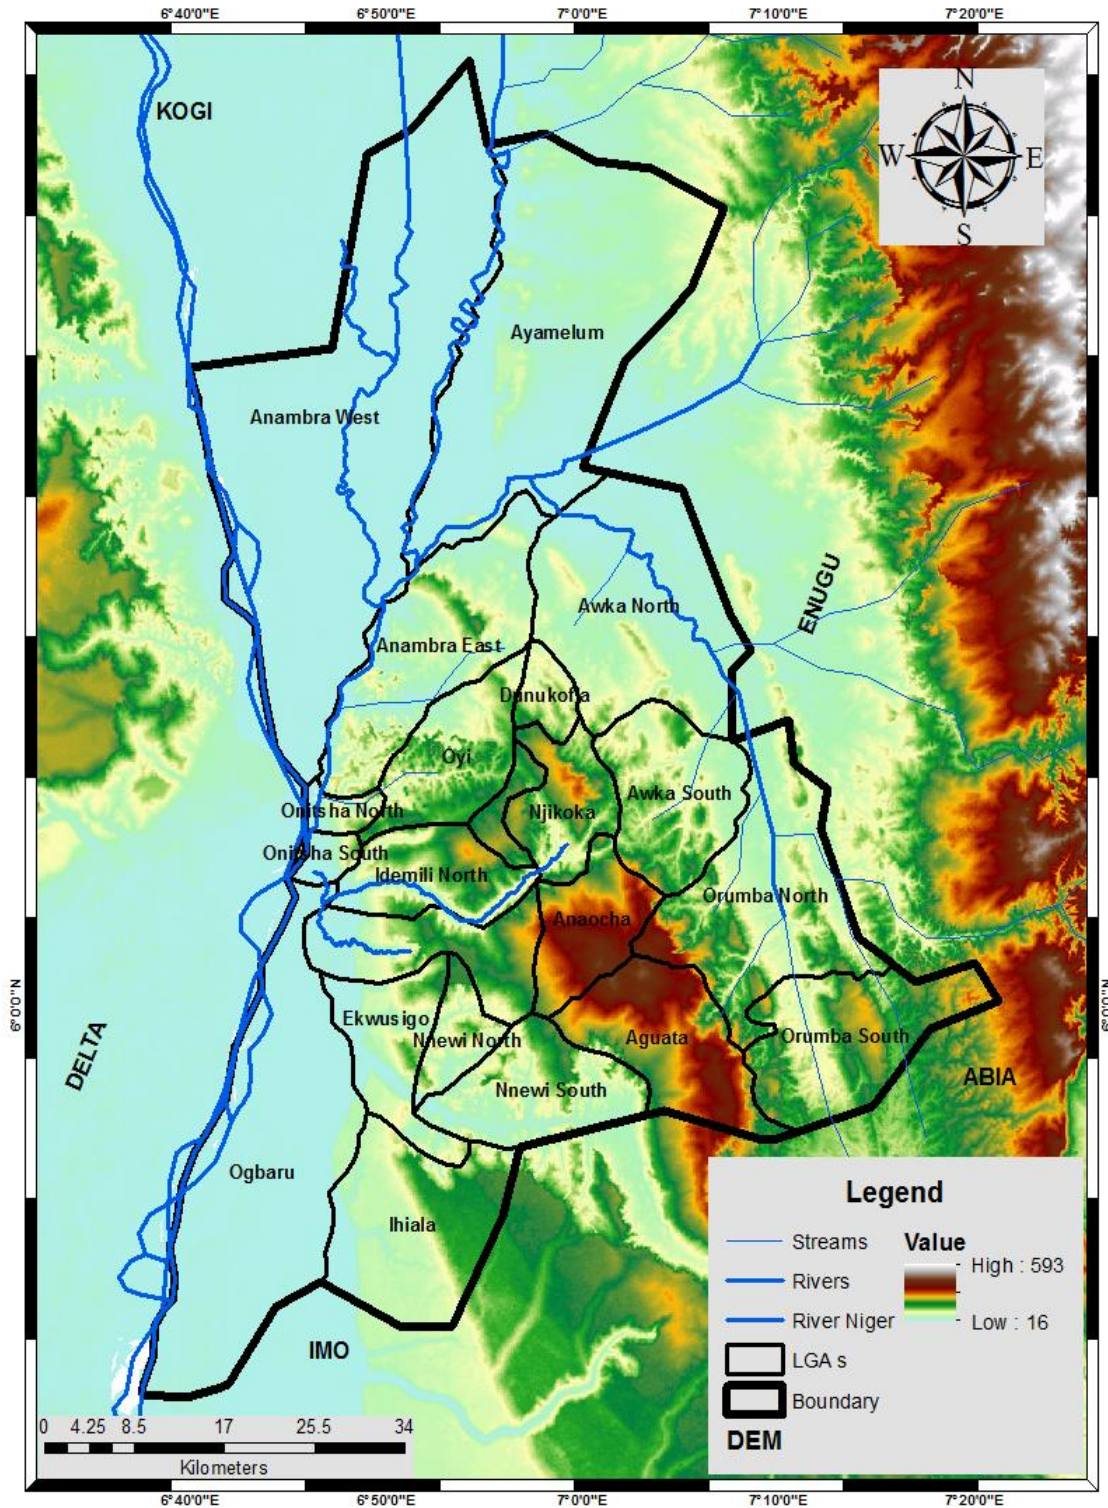 6°40'0"E 6°50'0"E 7°0'0"E 7°10'0"E 7°20'0"E
N
W E
S
KOGI
Ayamelum
Anambra West
ENUGU
Awka North
Anambra East
Dunukofia
Oyi
Awka South
Onitsha North Njikoka
Onitsha South
Idemili North
Orumba North
Anaocha
6°0'0"N 6°0'0"N
Ekwusigo
Nnewi North Aguata Orumba South
DELTA
ABIA
Nnewi South
Ogbaru
Ihiala
IMO
Legend
Streams
Rivers
River Niger
LGA s
Boundary
DEM
Value
High : 593
Low : 16
0 4.25 8.5 17 25.5 34
Kilometers
6°40'0"E 6°50'0"E 7°0'0"E 7°10'0"E 7°20'0"E